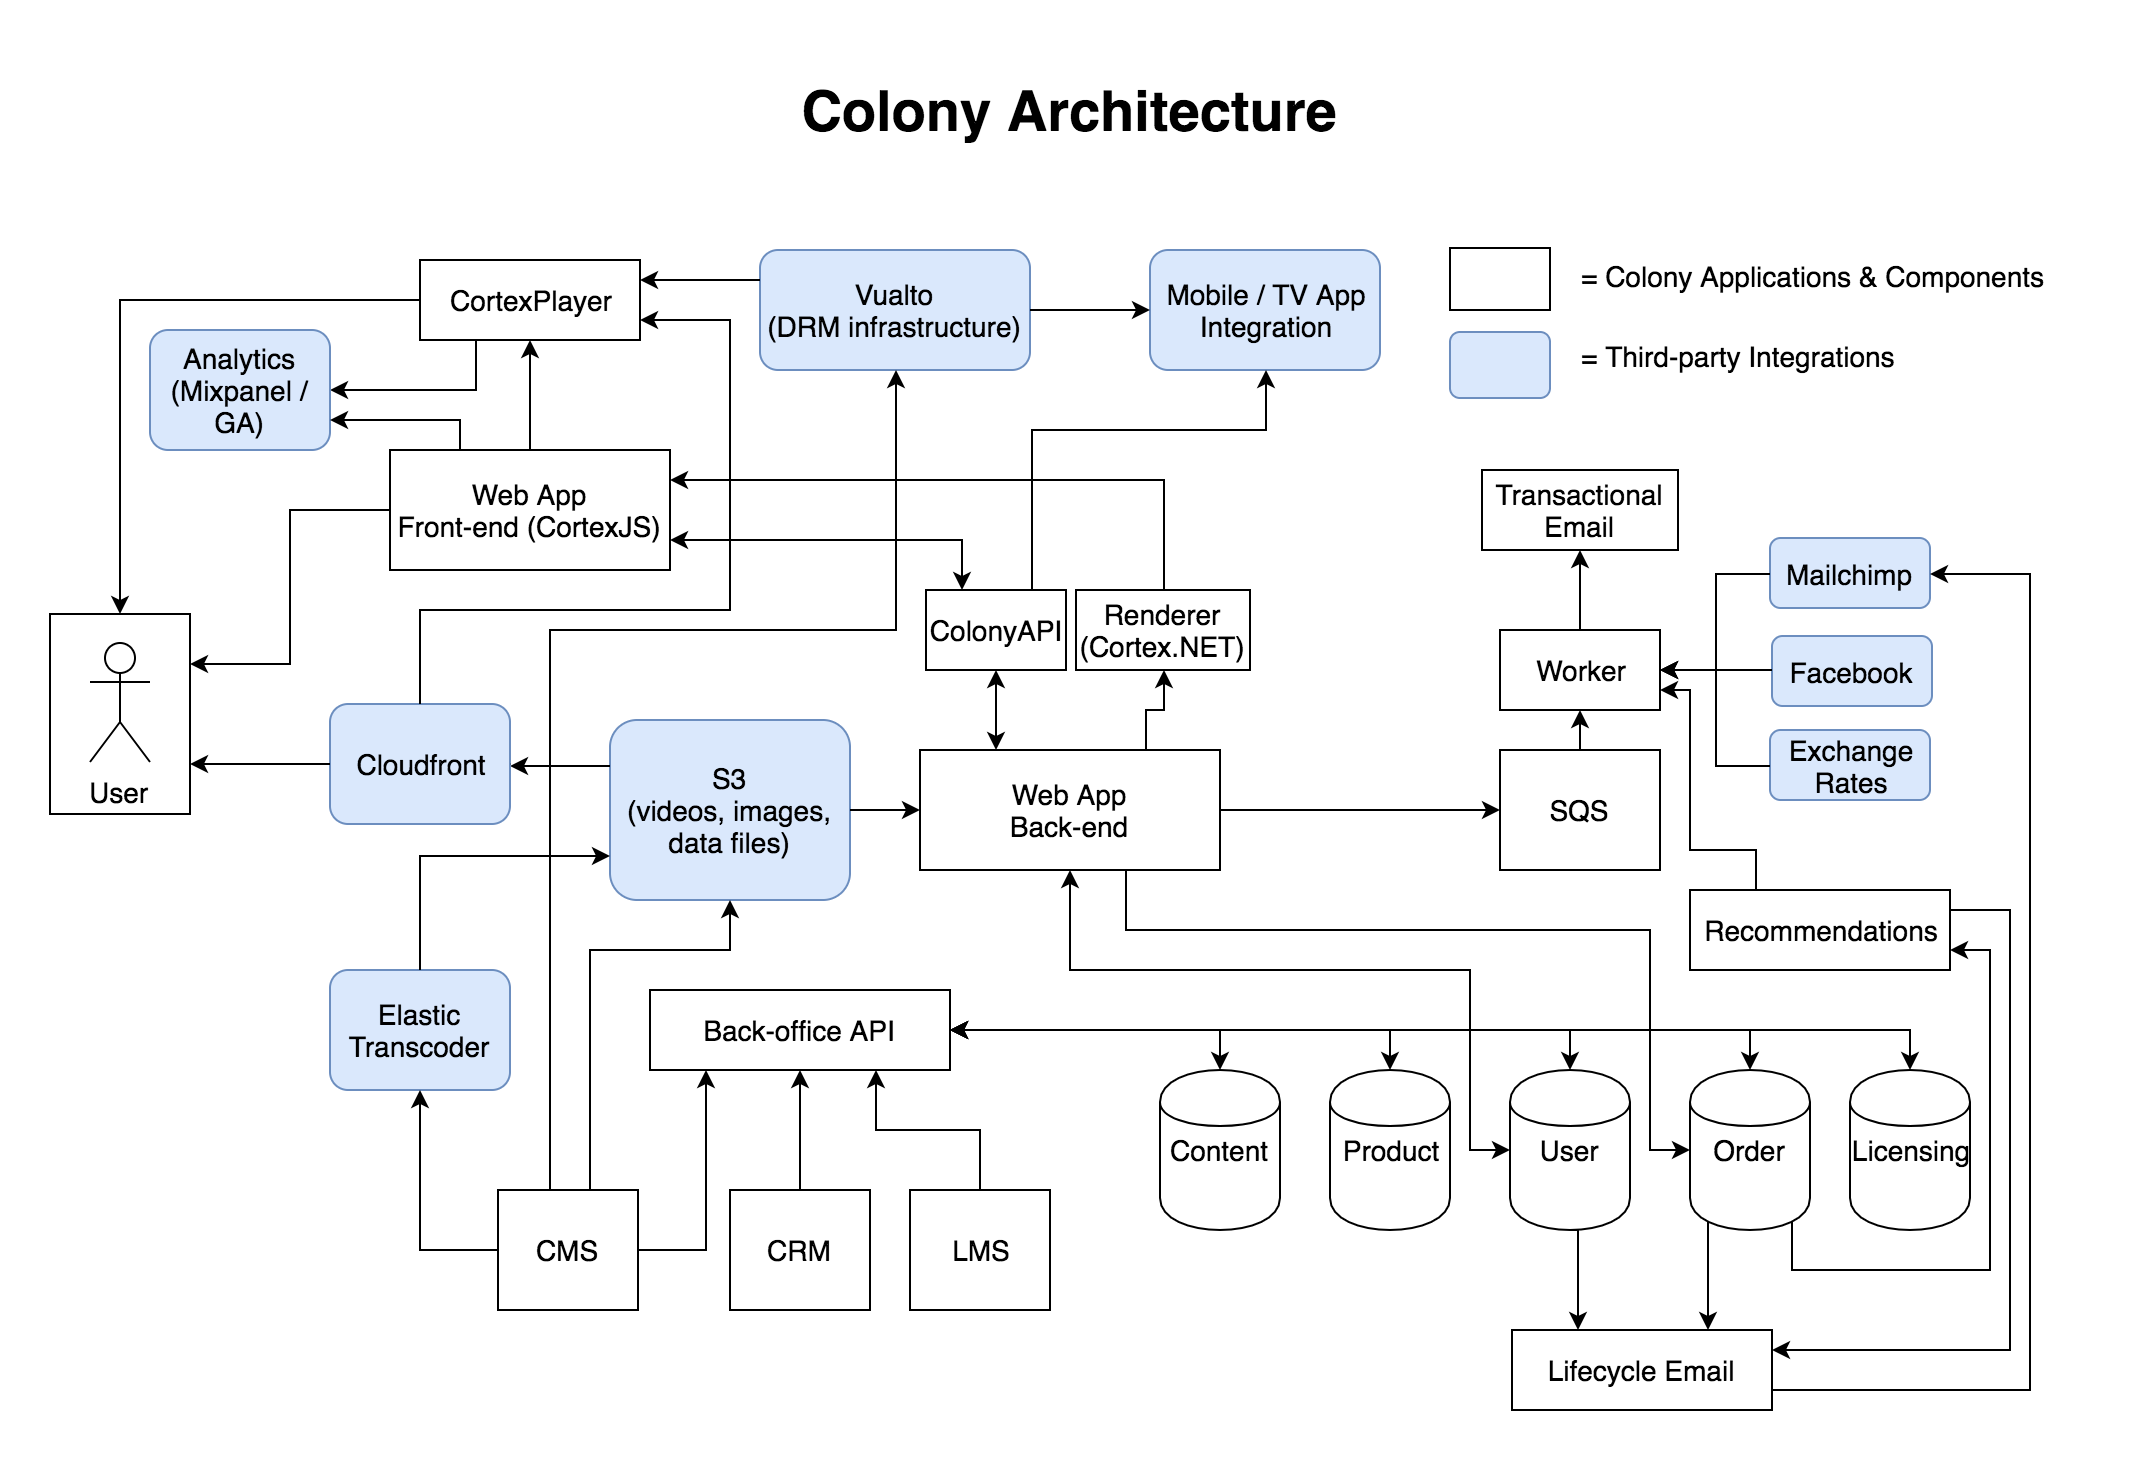 Colony Architecture
CortexPlayer
Vualto
(DRM infrastructure)
Mobile / TV App
Integration
= Colony Applications & Components
= Third-party Integrations
Analytics
(Mixpanel /
GA)
Web App
Front-end (CortexJS)
Transactional
Email
Mailchimp
ColonyAPI
Renderer
(Cortex.NET)
Worker
Facebook
User
Cloudfront
S3
(videos, images,
data files)
Web App
Back-end
SQS
Exchange
Rates
Recommendations
Elastic
Transcoder
Back-office API
Content
Product
User
Order
Licensing
CMS
CRM
LMS
Lifecycle Email